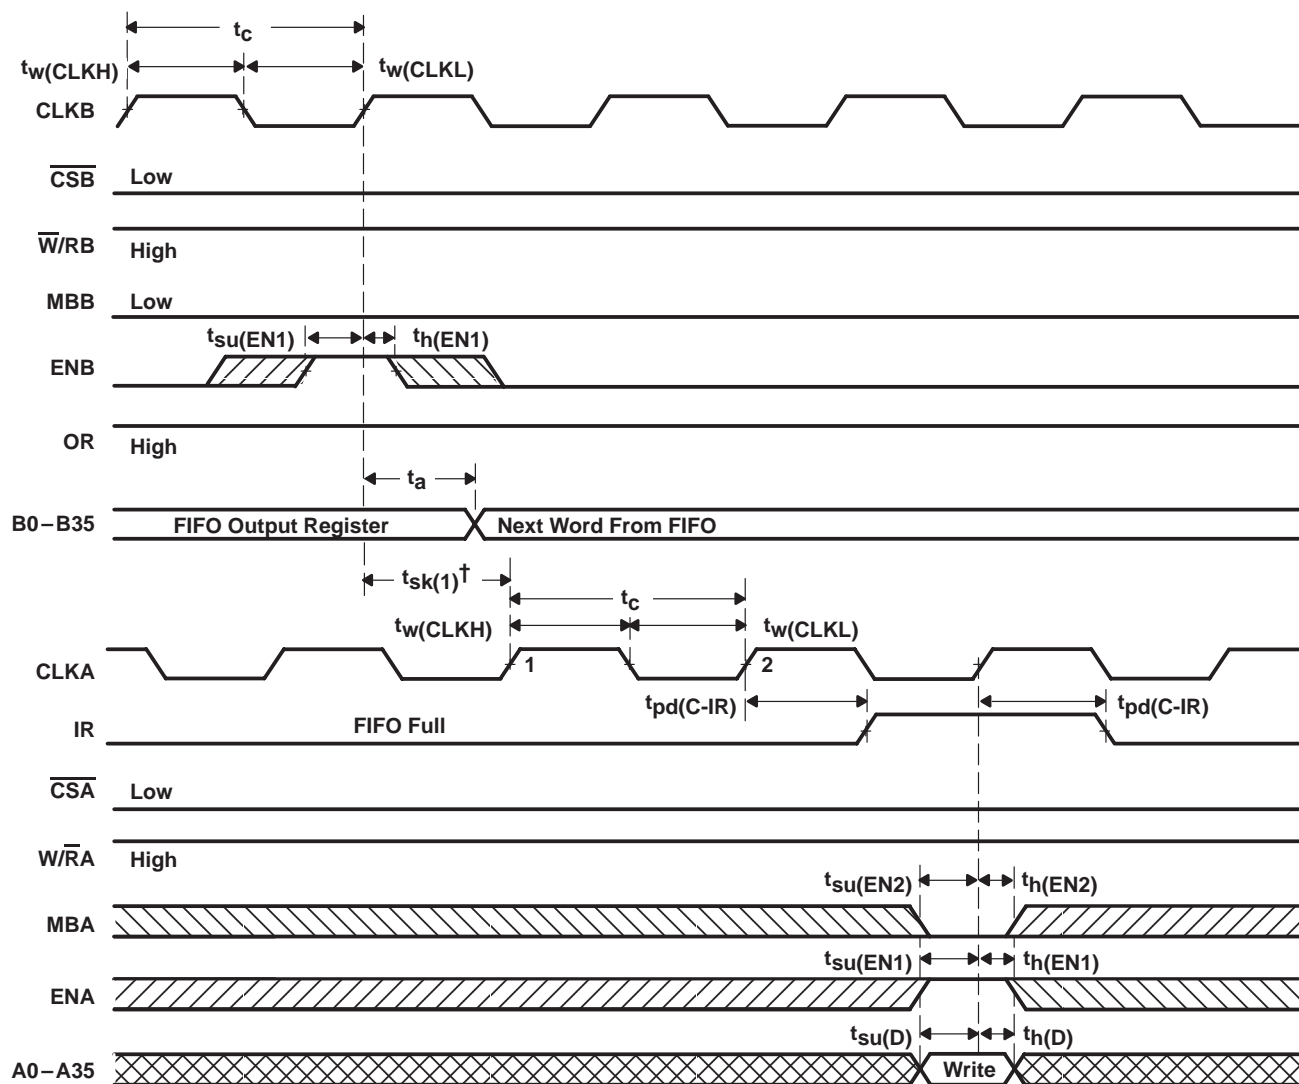 tc
tw(CLKH) tw(CLKL)
CLKB
CSB Low
W/RB High
MBB Low
tsu(EN1) th(EN1)
ENB
OR High
ta
B0–B35 FIFO Output Register Next Word From FIFO
tsk(1)†
tc
tw(CLKH) tw(CLKL)
CLKA 1 2
tpd(C-IR) tpd(C-IR)
IR FIFO Full
CSA Low
W/RA High
tsu(EN2) th(EN2)
MBA
tsu(EN1) th(EN1)
ENA
tsu(D) th(D)
A0–A35 Write